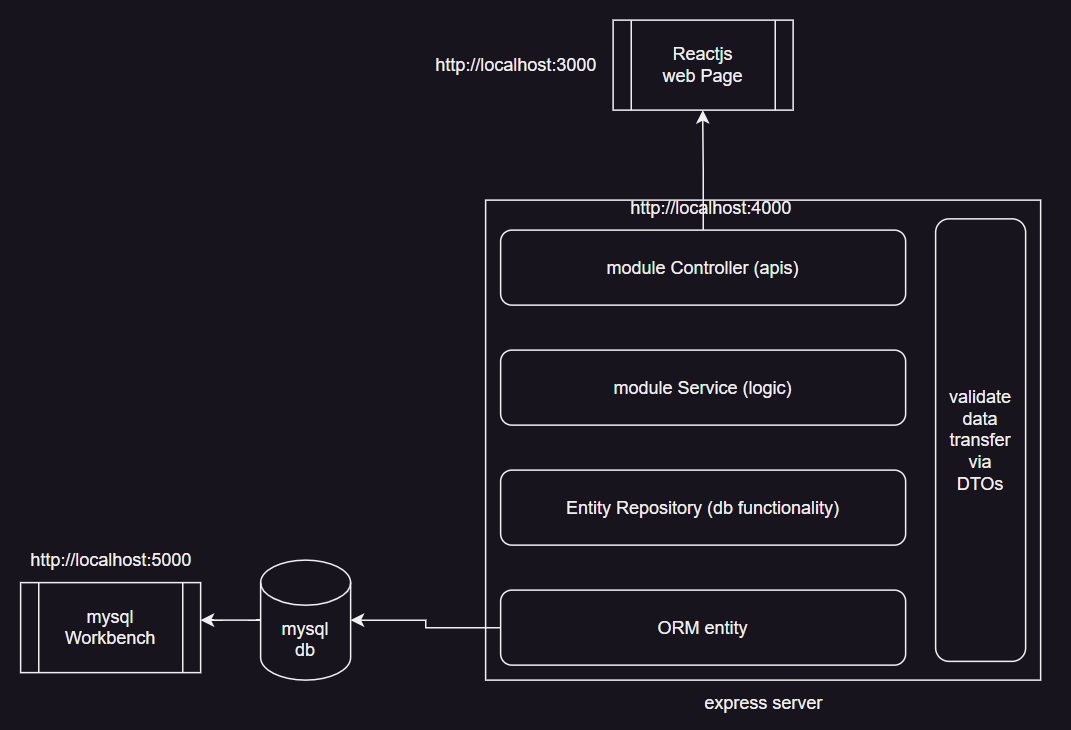 Reactjs
web Page
http://localhost:3000
http://localhost:4000
module Controller (apis)
module Service (logic)
validate
data
transfer
via
DTOs
Entity Repository (db functionality)
http://localhost:5000
mysql
Workbench
mysql
db
ORM entity
express server